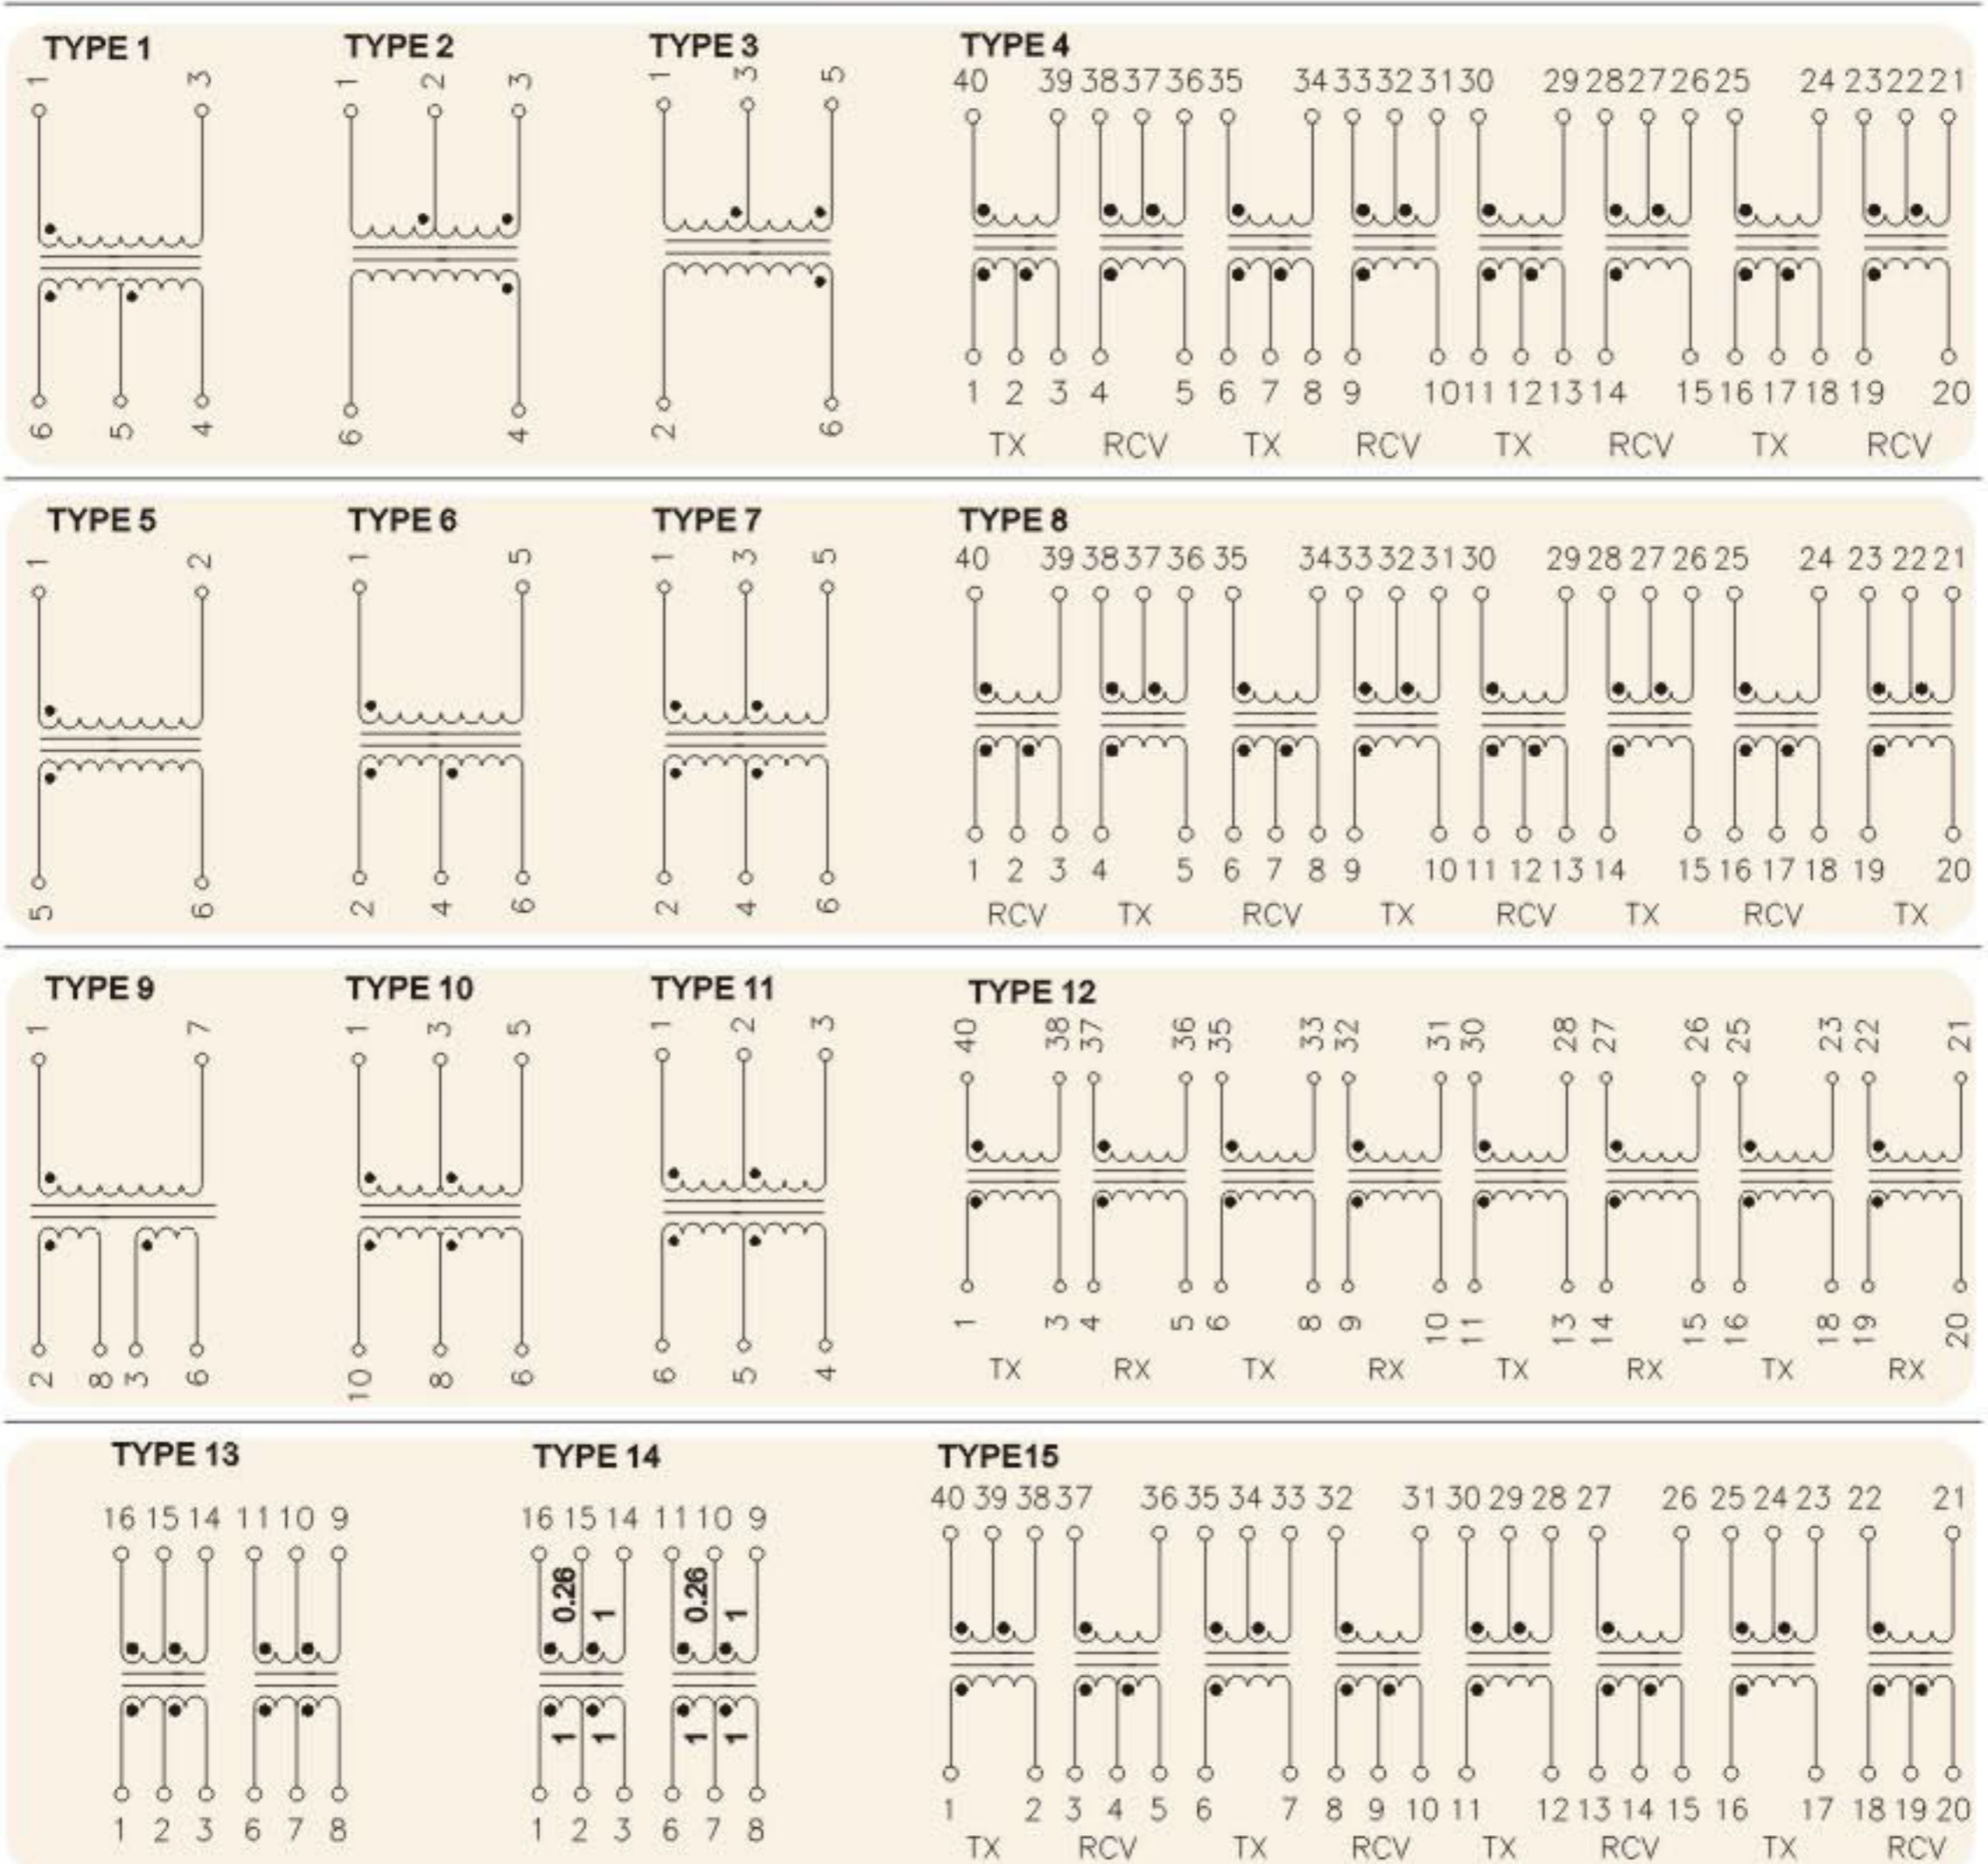 TYPE 1 TYPE 2 TYPE 3 TYPE 4
1 3 1 2 3 1 3 5 40 39 38 37 36 35 34 33 32 31 30 29 28 27 26 25 24 23 22 21
6 5 4 6 4 2 6 1 2 3 4 5 6 7 8 9 10 11 12 13 14 15 16 17 18 19 20
TX RCV TX RCV TX RCV TX RCV
TYPE 5 TYPE 6 TYPE 7 TYPE 8
1 2 1 5 1 3 5 40 39 38 37 36 35 34 33 32 31 30 29 28 27 26 25 24 23 22 21
5 6 2 4 6 2 4 6 1 2 3 4 5 6 7 8 9 10 11 12 13 14 15 16 17 18 19 20
RCV TX RCV TX RCV TX RCV TX
TYPE 9 TYPE 10 TYPE 11 TYPE 12
1 7 1 3 5 1 2 3 40 38 37 36 35 33 32 31 30 28 27 26 25 23 22 21
2 8 3 6 10 8 6 6 5 4 1 3 4 5 6 8 9 10 11 13 14 15 16 18 19 20
TX RX TX RX TX RX TX RX
TYPE 13 TYPE 14 TYPE15
16 15 14 11 10 9 16 15 14 11 10 9 40 39 38 37 36 35 34 33 32 31 30 29 28 27 26 25 24 23 22 21
0.26 1 0.26 1
1 1 1 1
1 2 3 6 7 8 1 2 3 6 7 8 1 2 3 4 5 6 7 8 9 10 11 12 13 14 15 16 17 18 19 20
TX RCV TX RCV TX RCV TX RCV